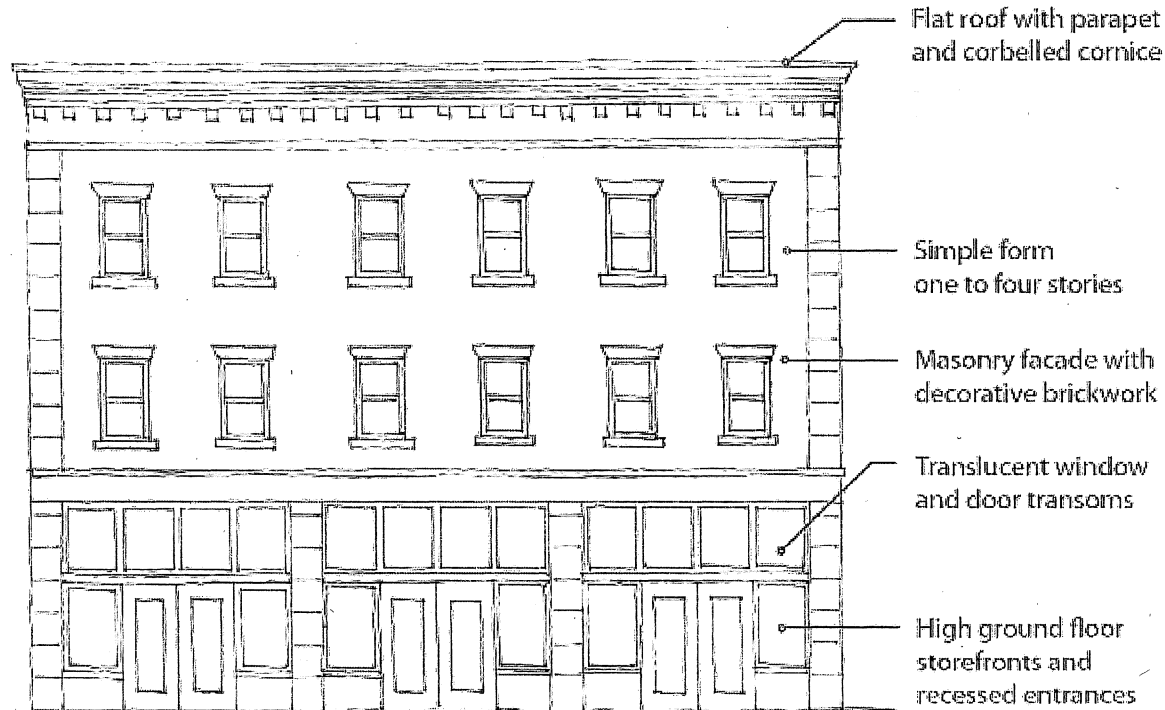 Flat roof with parapet
and corbelled cornice
Simple form
one to four stories
Masonry facade with
decorative brickwork
Translucent window
and door transoms
High ground floor
storefronts and
recessed entrances